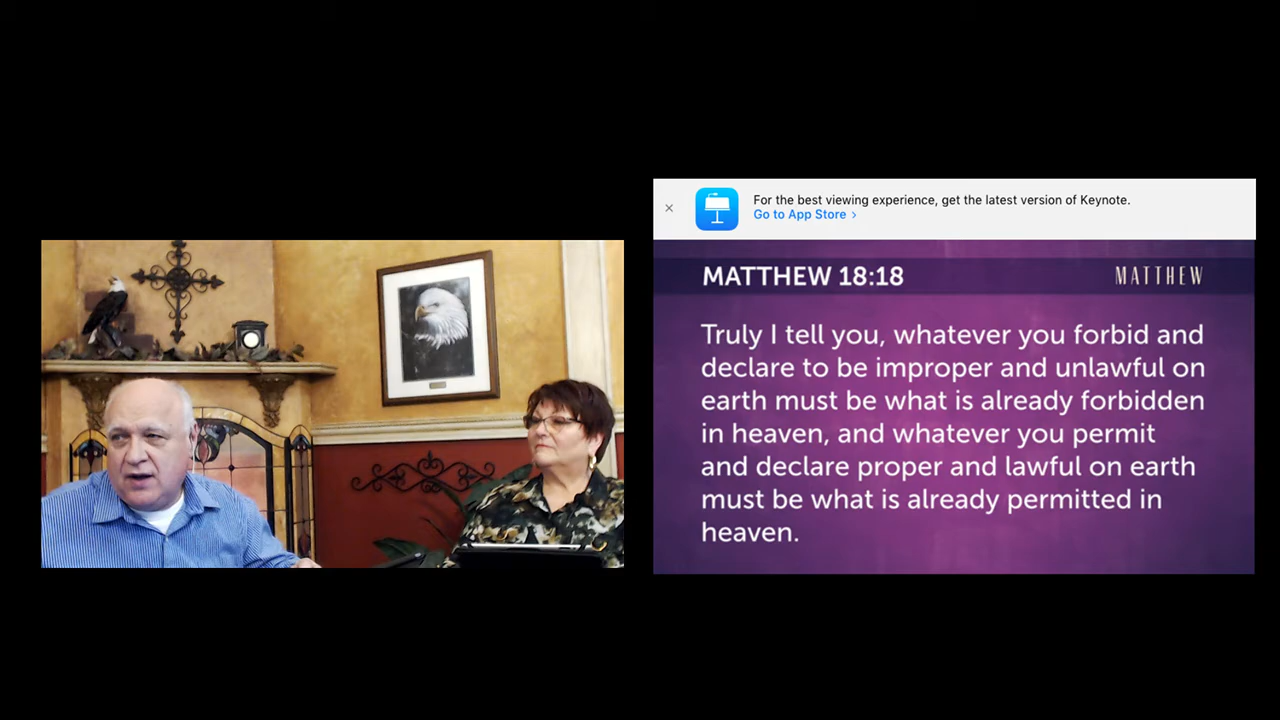 For the best viewing experience, get the latest version of Keynote.
Go to App Store >
MATTHEW 18:18
MATTHEW
Truly I tell you, whatever you forbid and
declare to be improper and unlawful on
earth must be what is already forbidden
in heaven, and whatever you permit
and declare proper and lawful on earth
must be what is already permitted in
heaven.